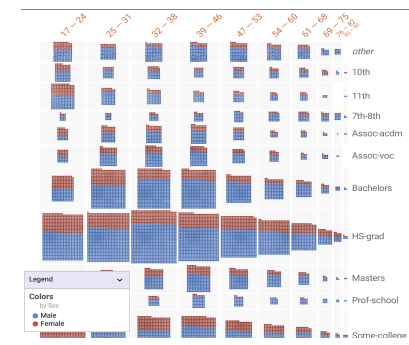 17 – 24
25 – 31
32 – 38
39 – 46
47 – 53
54 – 60
61 – 68
69 – 75
other
10th
11th
7th-8th
Assoc-acdm
Assoc-voc
Bachelors
HS-grad
Masters
Prof-school
Some-college
Legend
Colors
by Sex
Male
Female